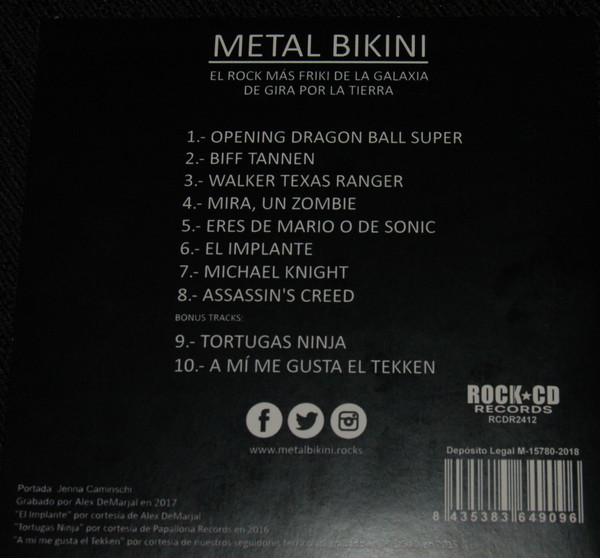 METAL BIKINI
EL ROCK MÁS FRIKI DE LA GALAXIA
DE GIRA POR LA TIERRA
1.- OPENING DRAGON BALL SUPER
2.- BIFF TANNEN
3.- WALKER TEXAS RANGER
4.- MIRA, UN ZOMBIE
5.- ERES DE MARIO O DE SONIC
6.- EL IMPLANTE
7.- MICHAEL KNIGHT
8.- ASSASSIN'S CREED
BONUS TRACKS:
9.- TORTUGAS NINJA
10.- A MÍ ME GUSTA EL TEKKEN
www.metalbikini.rocks
ROCK★CD
RECORDS
RCDR2412
Depósito Legal M-15780-2018
8 435383 649096
Portada: Jenna Caminschi
Grabado por Alex DeMarjal en 2017
"El Implante" por cortesía de Alex DeMarjal
"Tortugas Ninja" por cortesía de Papallona Records en 2016
"A mi me gusta el Tekken" por cortesía de nuestros seguidores